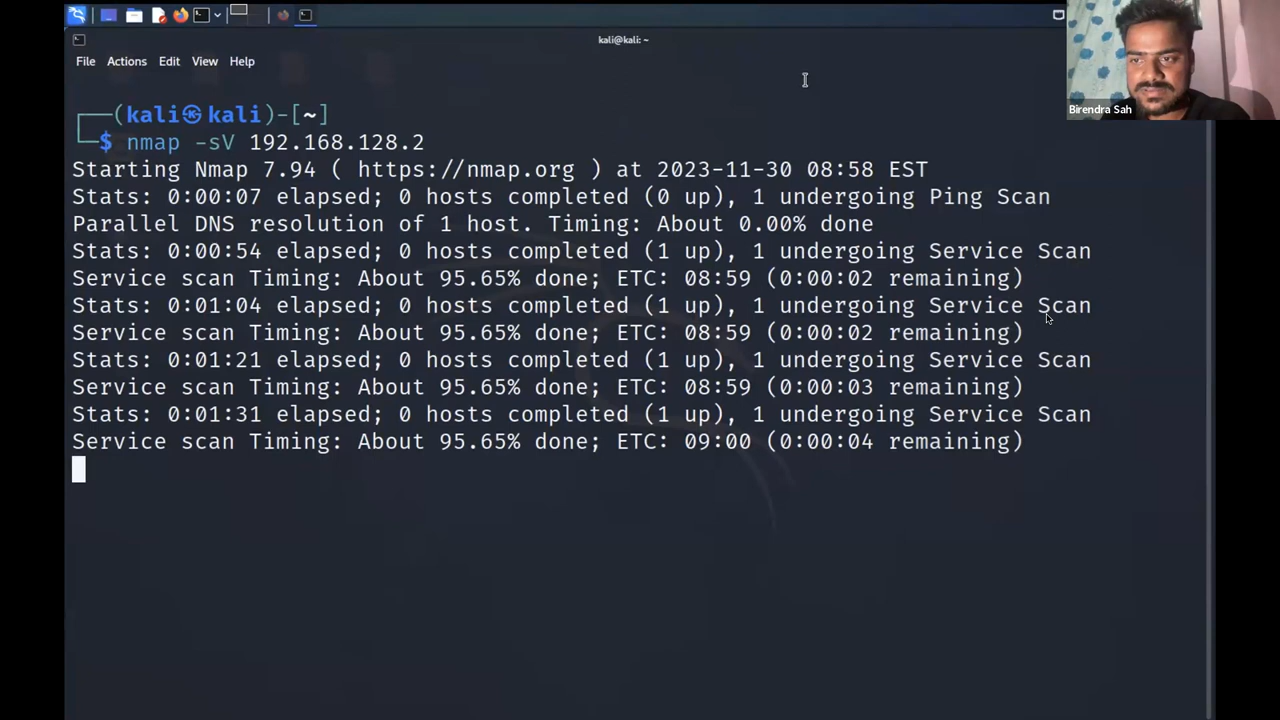 kali@kali: ~
File Actions Edit View Help
Birendra Sah
┌──(kali㉿kali)-[~]
└─$ nmap -sV 192.168.128.2
Starting Nmap 7.94 ( https://nmap.org ) at 2023-11-30 08:58 EST
Stats: 0:00:07 elapsed; 0 hosts completed (0 up), 1 undergoing Ping Scan
Parallel DNS resolution of 1 host. Timing: About 0.00% done
Stats: 0:00:54 elapsed; 0 hosts completed (1 up), 1 undergoing Service Scan
Service scan Timing: About 95.65% done; ETC: 08:59 (0:00:02 remaining)
Stats: 0:01:04 elapsed; 0 hosts completed (1 up), 1 undergoing Service Scan
Service scan Timing: About 95.65% done; ETC: 08:59 (0:00:02 remaining)
Stats: 0:01:21 elapsed; 0 hosts completed (1 up), 1 undergoing Service Scan
Service scan Timing: About 95.65% done; ETC: 08:59 (0:00:03 remaining)
Stats: 0:01:31 elapsed; 0 hosts completed (1 up), 1 undergoing Service Scan
Service scan Timing: About 95.65% done; ETC: 09:00 (0:00:04 remaining)